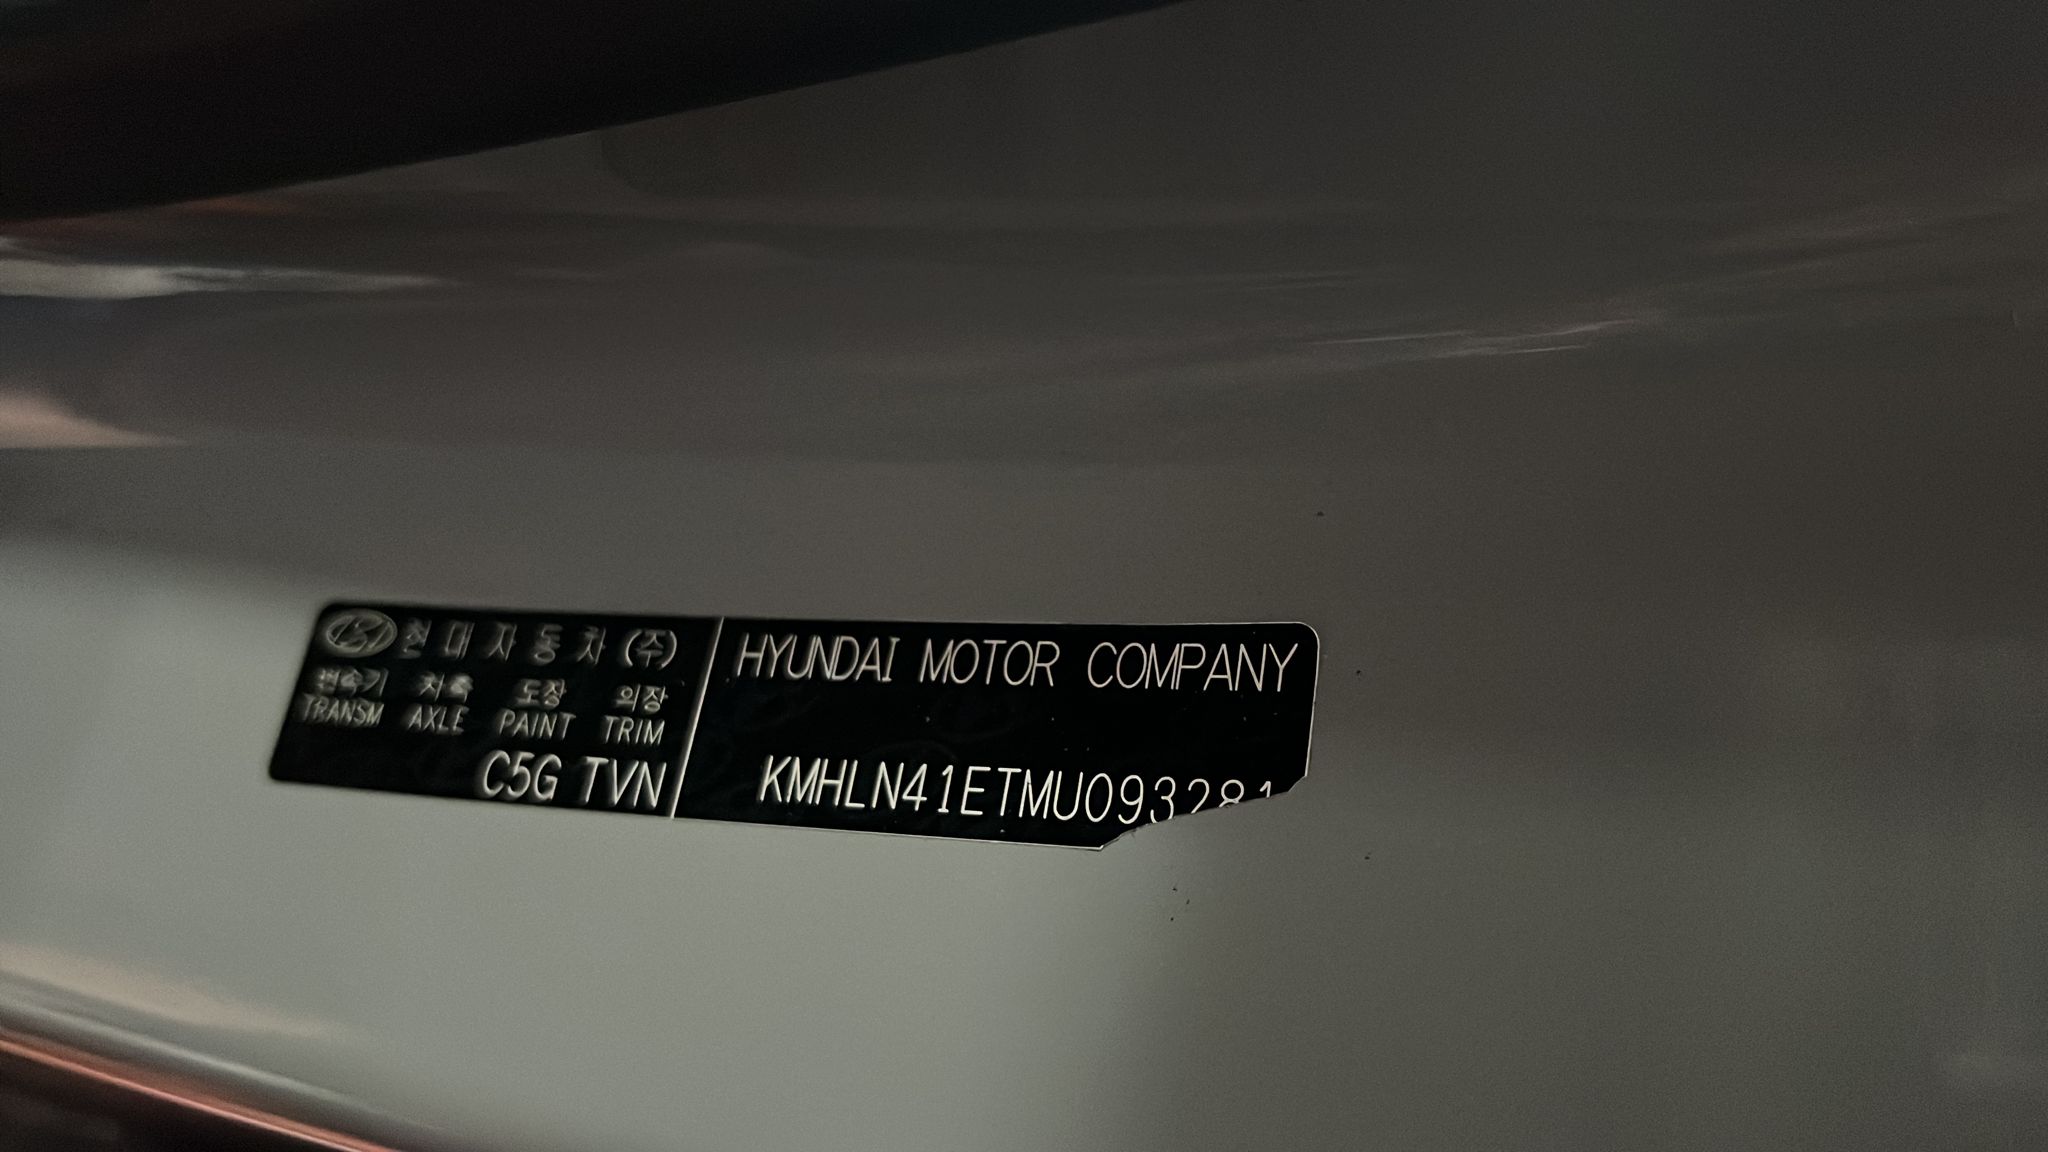 현대자동차(주)
변속기 차축 도장 의장
TRANSM AXLE PAINT TRIM
C5G TVN
HYUNDAI MOTOR COMPANY
KMHLN41ETMU093281